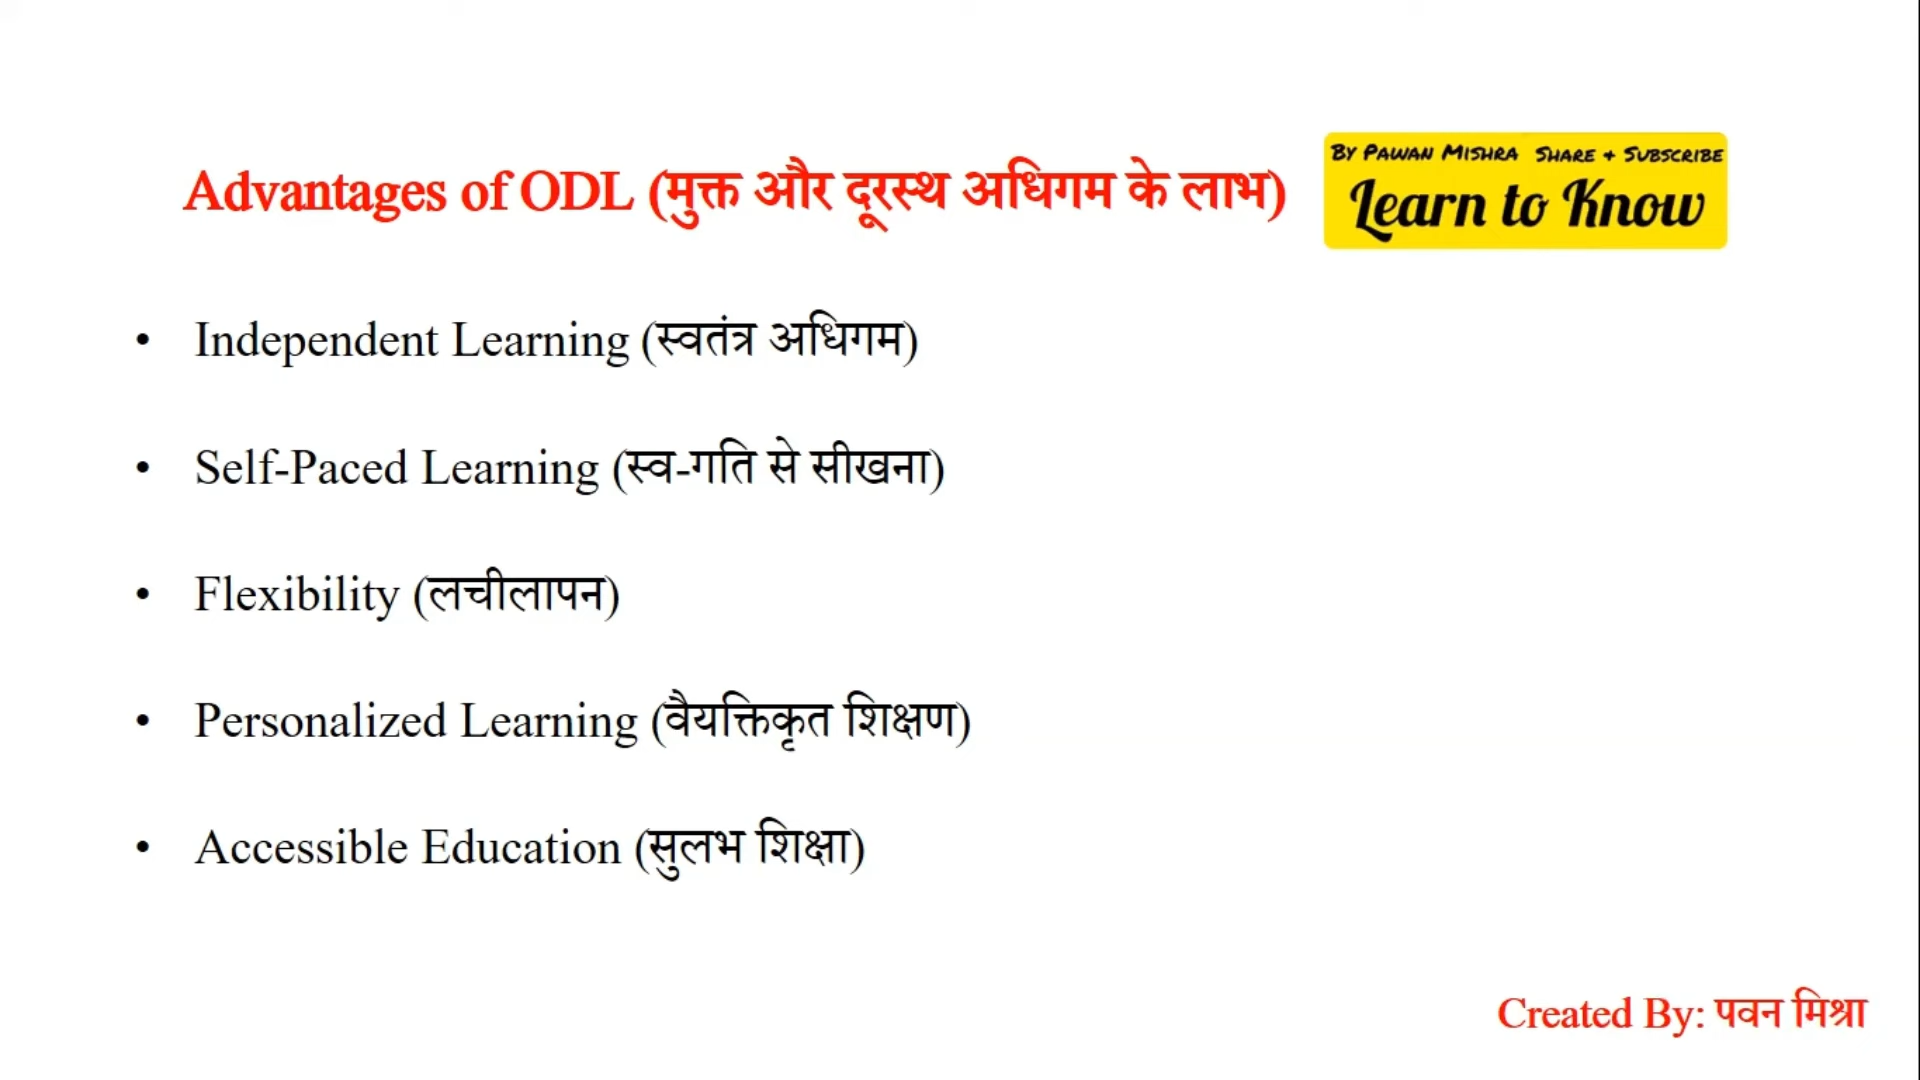 Advantages of ODL (मुक्त और दूरस्थ अधिगम के लाभ)
By Pawan Mishra Share + Subscribe
Learn to Know
• Independent Learning (स्वतंत्र अधिगम)
• Self-Paced Learning (स्व-गति से सीखना)
• Flexibility (लचीलापन)
• Personalized Learning (वैयक्तिकृत शिक्षण)
• Accessible Education (सुलभ शिक्षा)
Created By: पवन मिश्रा